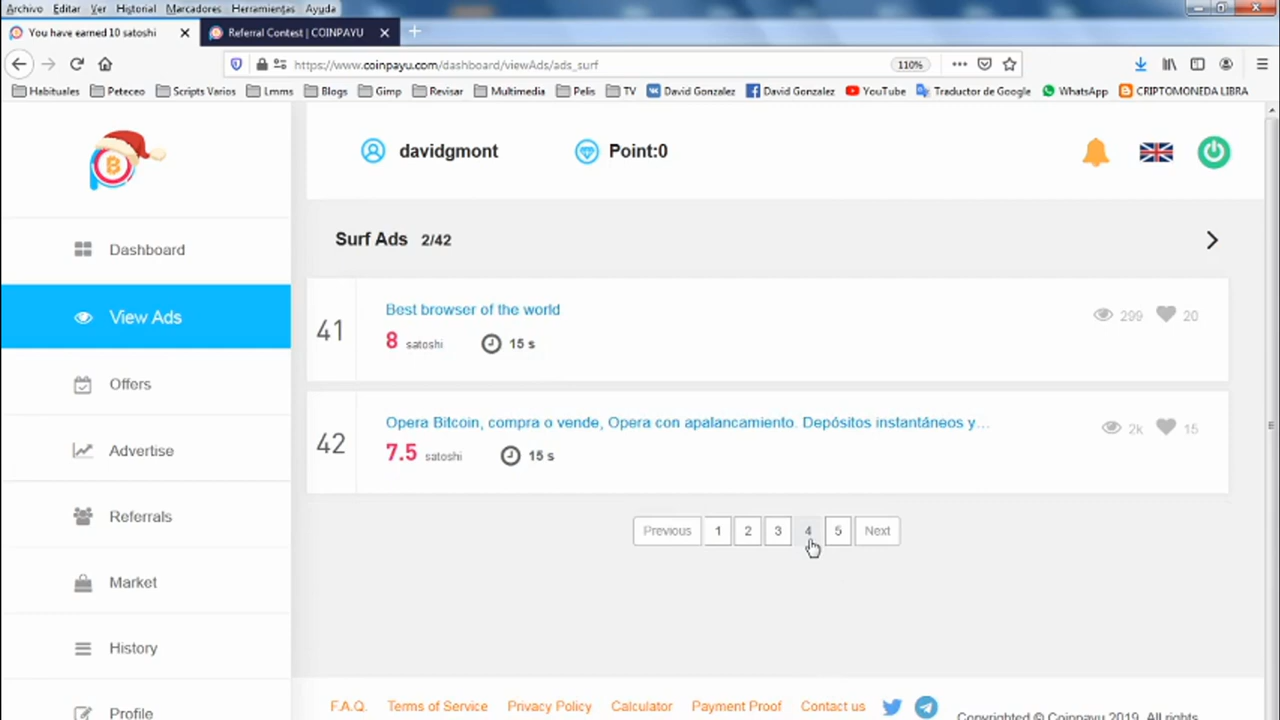 Archivo Editar Ver Historial Marcadores Herramientas Ayuda
You have earned 10 satoshi
Referral Contest | COINPAYU
https://www.coinpayu.com/dashboard/viewAds/ads_surf
110%
Habituales Peteceo Scripts Varios Lmms Blogs Gimp Revisar Multimedia Pelis TV David Gonzalez David Gonzalez YouTube Traductor de Google WhatsApp CRIPTOMONEDA LIBRA
davidgmont
Point:0
Dashboard
View Ads
Offers
Advertise
Referrals
Market
History
Profile
Surf Ads 2/42
41
Best browser of the world
8 satoshi 15 s
299 20
42
Opera Bitcoin, compra o vende, Opera con apalancamiento. Depósitos instantáneos y…
7.5 satoshi 15 s
2k 15
Previous 1 2 3 4 5 Next
F.A.Q. Terms of Service Privacy Policy Calculator Payment Proof Contact us
Copyrighted © Coinpayu 2019. All rights